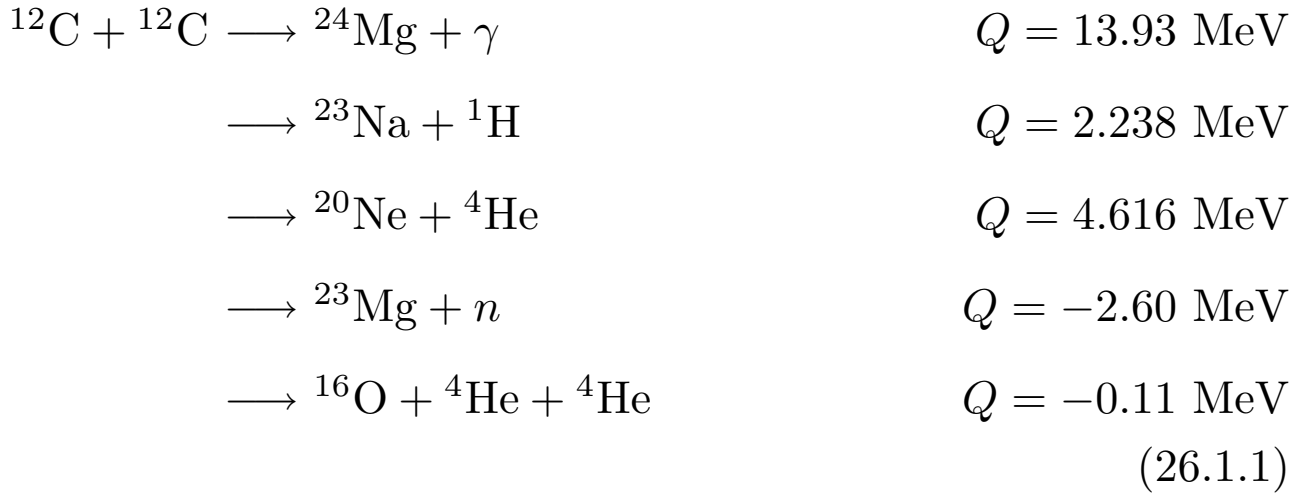 ¹²C + ¹²C ⟶ ²⁴Mg + γ Q = 13.93 MeV
⟶ ²³Na + ¹H Q = 2.238 MeV
⟶ ²⁰Ne + ⁴He Q = 4.616 MeV
⟶ ²³Mg + n Q = −2.60 MeV
⟶ ¹⁶O + ⁴He + ⁴He Q = −0.11 MeV
(26.1.1)